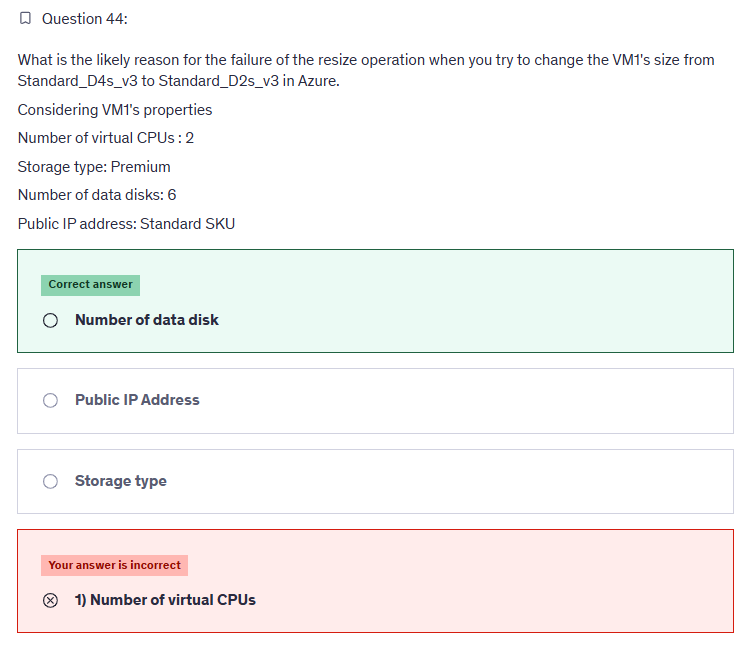 Question 44:
What is the likely reason for the failure of the resize operation when you try to change the VM1's size from
Standard_D4s_v3 to Standard_D2s_v3 in Azure.
Considering VM1's properties
Number of virtual CPUs : 2
Storage type: Premium
Number of data disks: 6
Public IP address: Standard SKU
Correct answer
Number of data disk
Public IP Address
Storage type
Your answer is incorrect
1) Number of virtual CPUs